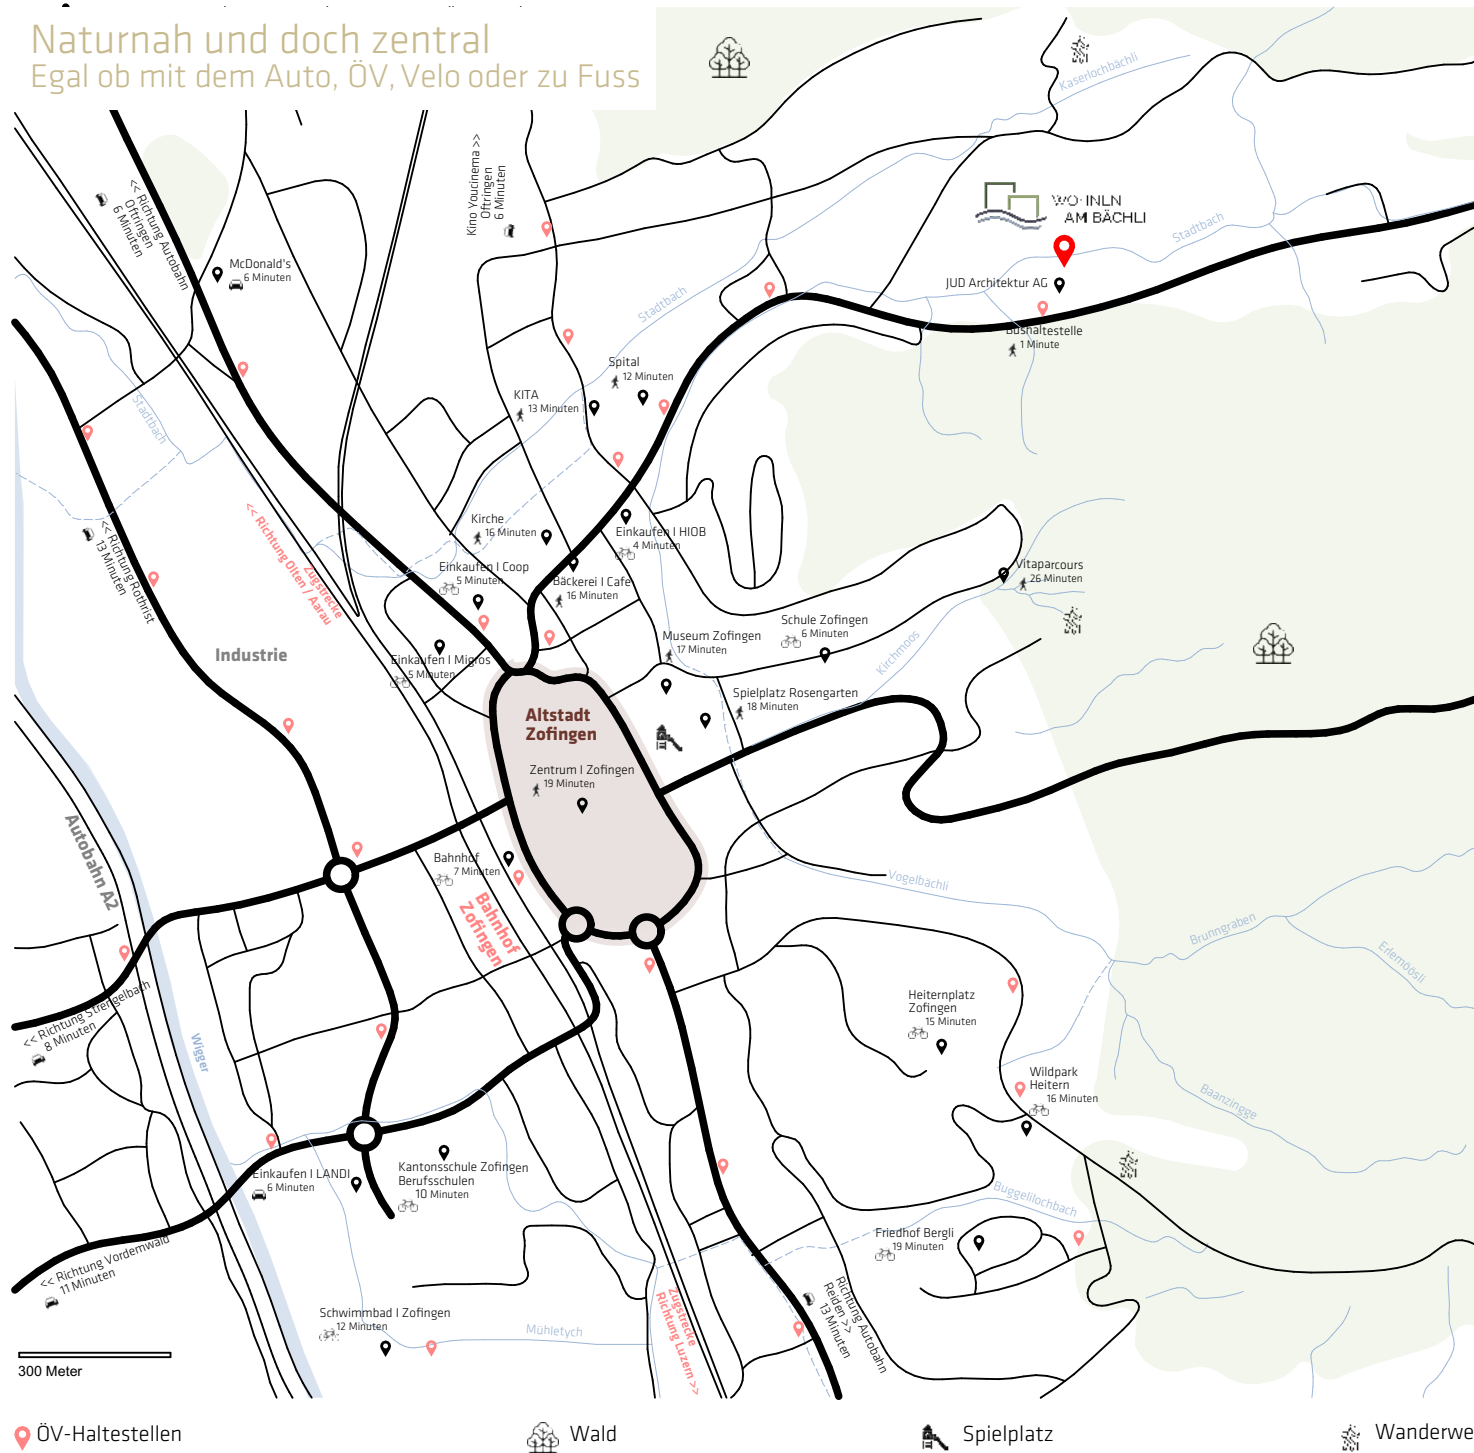 Naturnah und doch zentral
Egal ob mit dem Auto, ÖV, Velo oder zu Fuss
Kaserlochbächli
Kino Youcinema >>
Oftringen
6 Minuten
<< Richtung Autobahn
Oftringen
6 Minuten
AM BÄCHLI
Stadtbach
McDonald's
6 Minuten
JUD Architektur AG
Stadtbach
Bushaltestelle
1 Minute
Spital
12 Minuten
KITA
13 Minuten
Stadtbach
<< Richtung Rothrist
13 Minuten
Zugstrecke
<< Richtung Olten / Aarau
Kirche
16 Minuten
Einkaufen I HIOB
4 Minuten
Einkaufen I Coop
5 Minuten
Bäckerei I Cafe
16 Minuten
Vitaparcours
26 Minuten
Schule Zofingen
6 Minuten
Museum Zofingen
17 Minuten
Kirchmoos
Industrie
Einkaufen I Migros
5 Minuten
Spielplatz Rosengarten
18 Minuten
Altstadt
Zofingen
Zentrum I Zofingen
19 Minuten
Autobahn A2
Bahnhof
7 Minuten
Bahnhof
Zofingen
Vogelbächli
Brunngraben
Erlemöösli
<< Richtung Strengelbach
8 Minuten
Wigger
Heiternplatz
Zofingen
15 Minuten
Wildpark
Heitern
16 Minuten
Baanzingge
Einkaufen I LANDI
6 Minuten
Kantonsschule Zofingen
Berufsschulen
10 Minuten
Buggelilochbach
Friedhof Bergli
19 Minuten
<< Richtung Vordemwald
11 Minuten
Richtung Autobahn
Reiden >>
13 Minuten
Zugstrecke
Richtung Luzern >>
Schwimmbad I Zofingen
12 Minuten
Mühletych
300 Meter
ÖV-Haltestellen
Wald
Spielplatz
Wanderwe